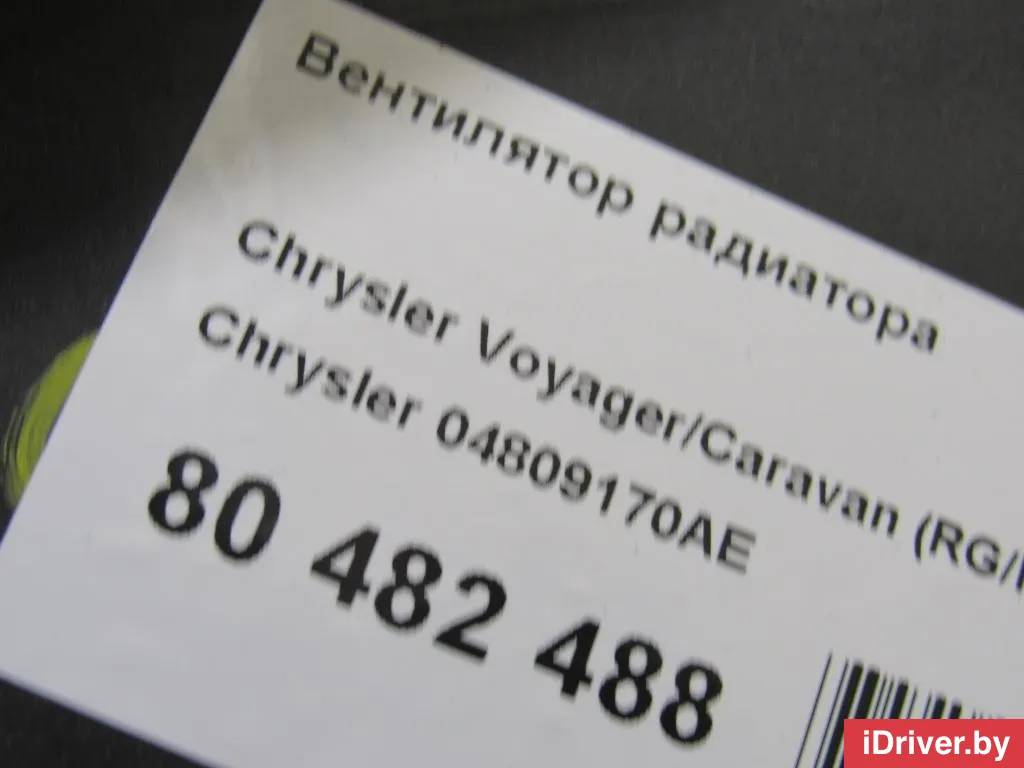 Вентилятор радиатора
Chrysler Voyager/Caravan (RG/
Chrysler 04809170AE
80 482 488
iDriver.by